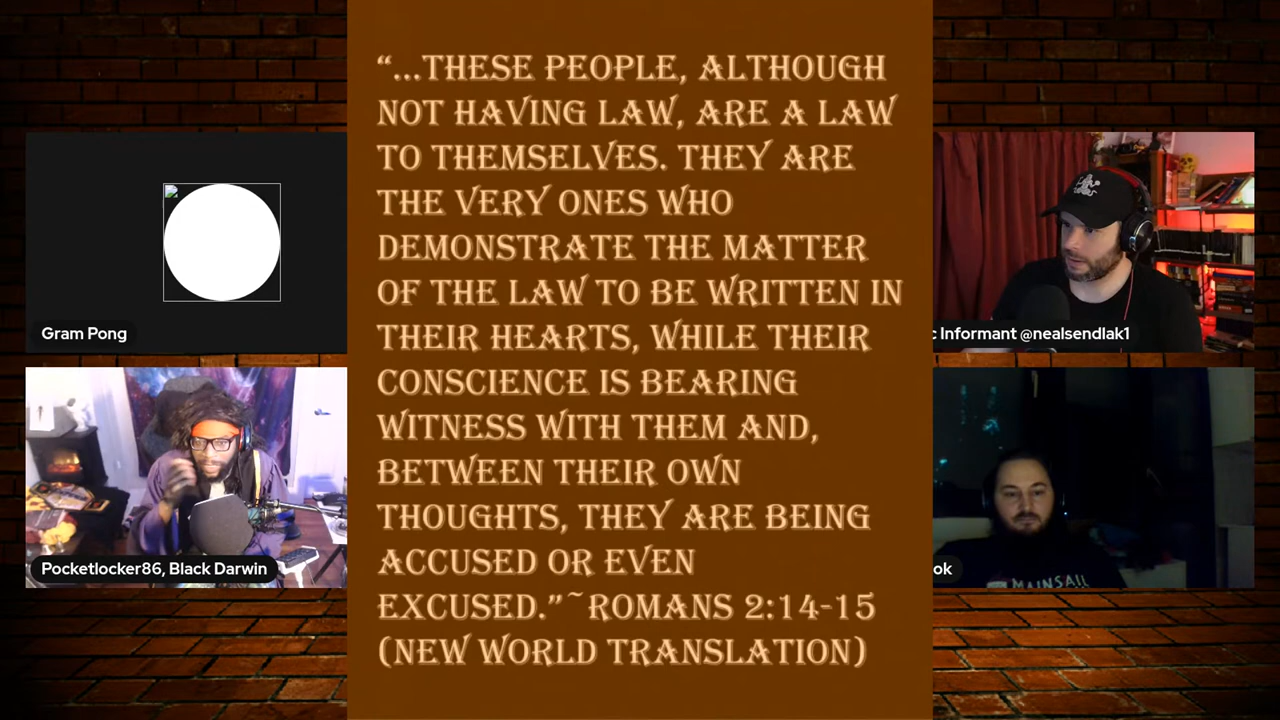 “...THESE PEOPLE, ALTHOUGH
NOT HAVING LAW, ARE A LAW
TO THEMSELVES. THEY ARE
THE VERY ONES WHO
DEMONSTRATE THE MATTER
OF THE LAW TO BE WRITTEN IN
THEIR HEARTS, WHILE THEIR
CONSCIENCE IS BEARING
WITNESS WITH THEM AND,
BETWEEN THEIR OWN
THOUGHTS, THEY ARE BEING
ACCUSED OR EVEN
EXCUSED.”~ROMANS 2:14-15
(NEW WORLD TRANSLATION)
Gram Pong
c Informant @nealsendlak1
Pocketlocker86, Black Darwin
ok
MAINSAIL